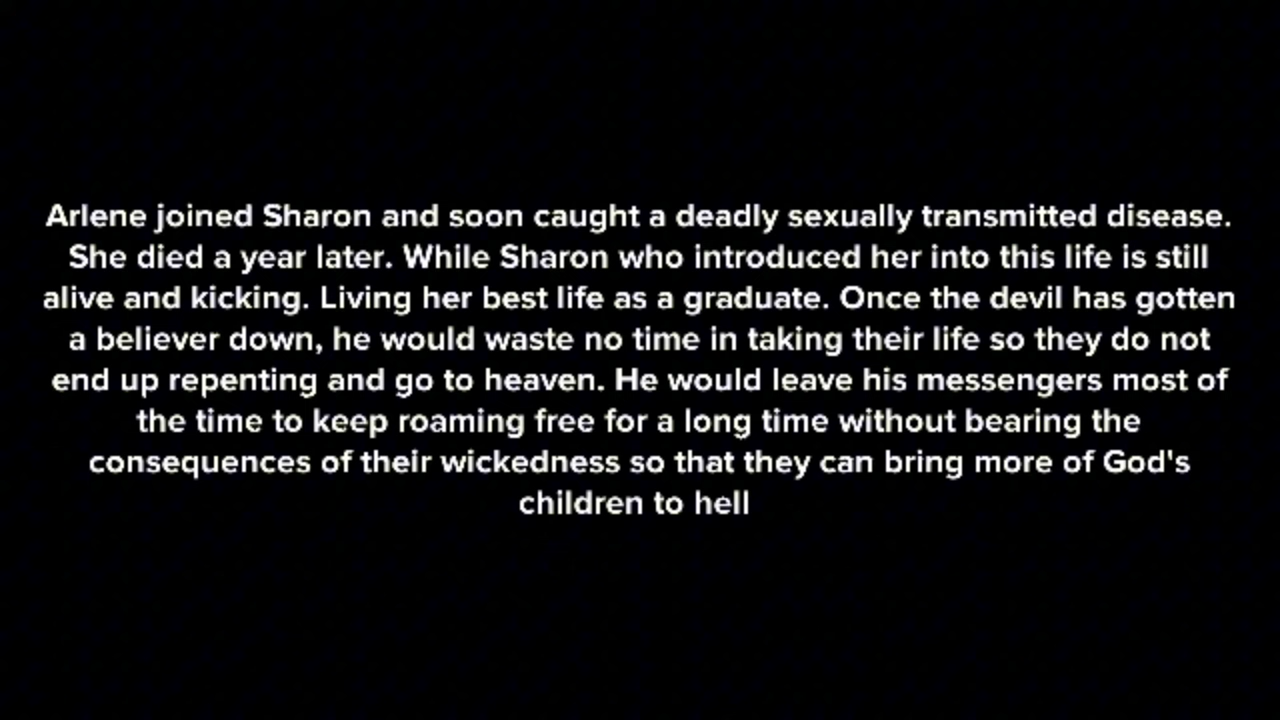 Arlene joined Sharon and soon caught a deadly sexually transmitted disease.
She died a year later. While Sharon who introduced her into this life is still
alive and kicking. Living her best life as a graduate. Once the devil has gotten
a believer down, he would waste no time in taking their life so they do not
end up repenting and go to heaven. He would leave his messengers most of
the time to keep roaming free for a long time without bearing the
consequences of their wickedness so that they can bring more of God's
children to hell